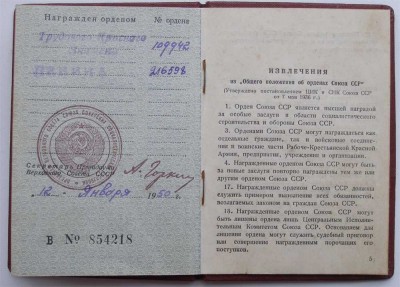 Награжден орденом № ордена
Трудового Красного
Знамени 109942
Ленина 216598
Секретарь Президиума
Верховного Совета СССР
А. Горкин
12 Января 1950 г.
В № 854218
ИЗВЛЕЧЕНИЯ
из „Общего положения об орденах Союза ССР“
(Утверждено постановлением ЦИК и СНК Союза ССР
от 7 мая 1936 г.)
1. Орден Союза ССР является высшей наградой
за особые заслуги в области социалистического
строительства и обороны Союза ССР.
3. Орденами Союза ССР могут награждаться как
отдельные граждане, так и войсковые соедине-
ния и воинские части Рабоче-Крестьянской Красной
Армии, предприятия, учреждения и организации.
4. Награжденные орденом Союза ССР могут быть
за новые заслуги повторно награждены тем же или
другим орденом Союза ССР.
17. Награжденные орденом Союза ССР должны
служить примером выполнения всех обязанностей,
возлагаемых законом на граждан Союза ССР.
18. Награжденные орденом Союза ССР могут
быть лишены ордена лишь Центральным Исполни-
тельным Комитетом Союза ССР. Основанием для
лишения ордена могут служить судебный приговор
или совершение награжденным порочащих его
поступков.
5